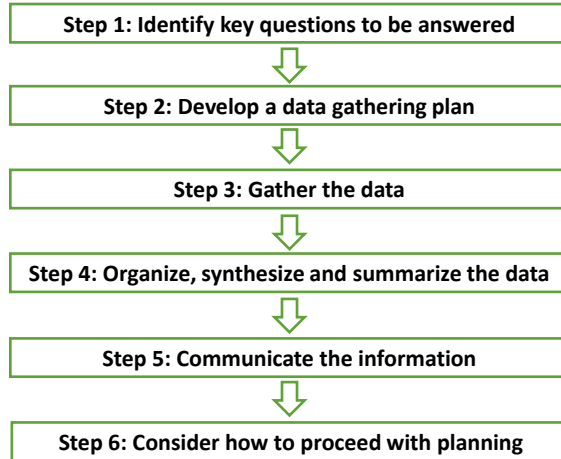 Step 1: Identify key questions to be answered
Step 2: Develop a data gathering plan
Step 3: Gather the data
Step 4: Organize, synthesize and summarize the data
Step 5: Communicate the information
Step 6: Consider how to proceed with planning